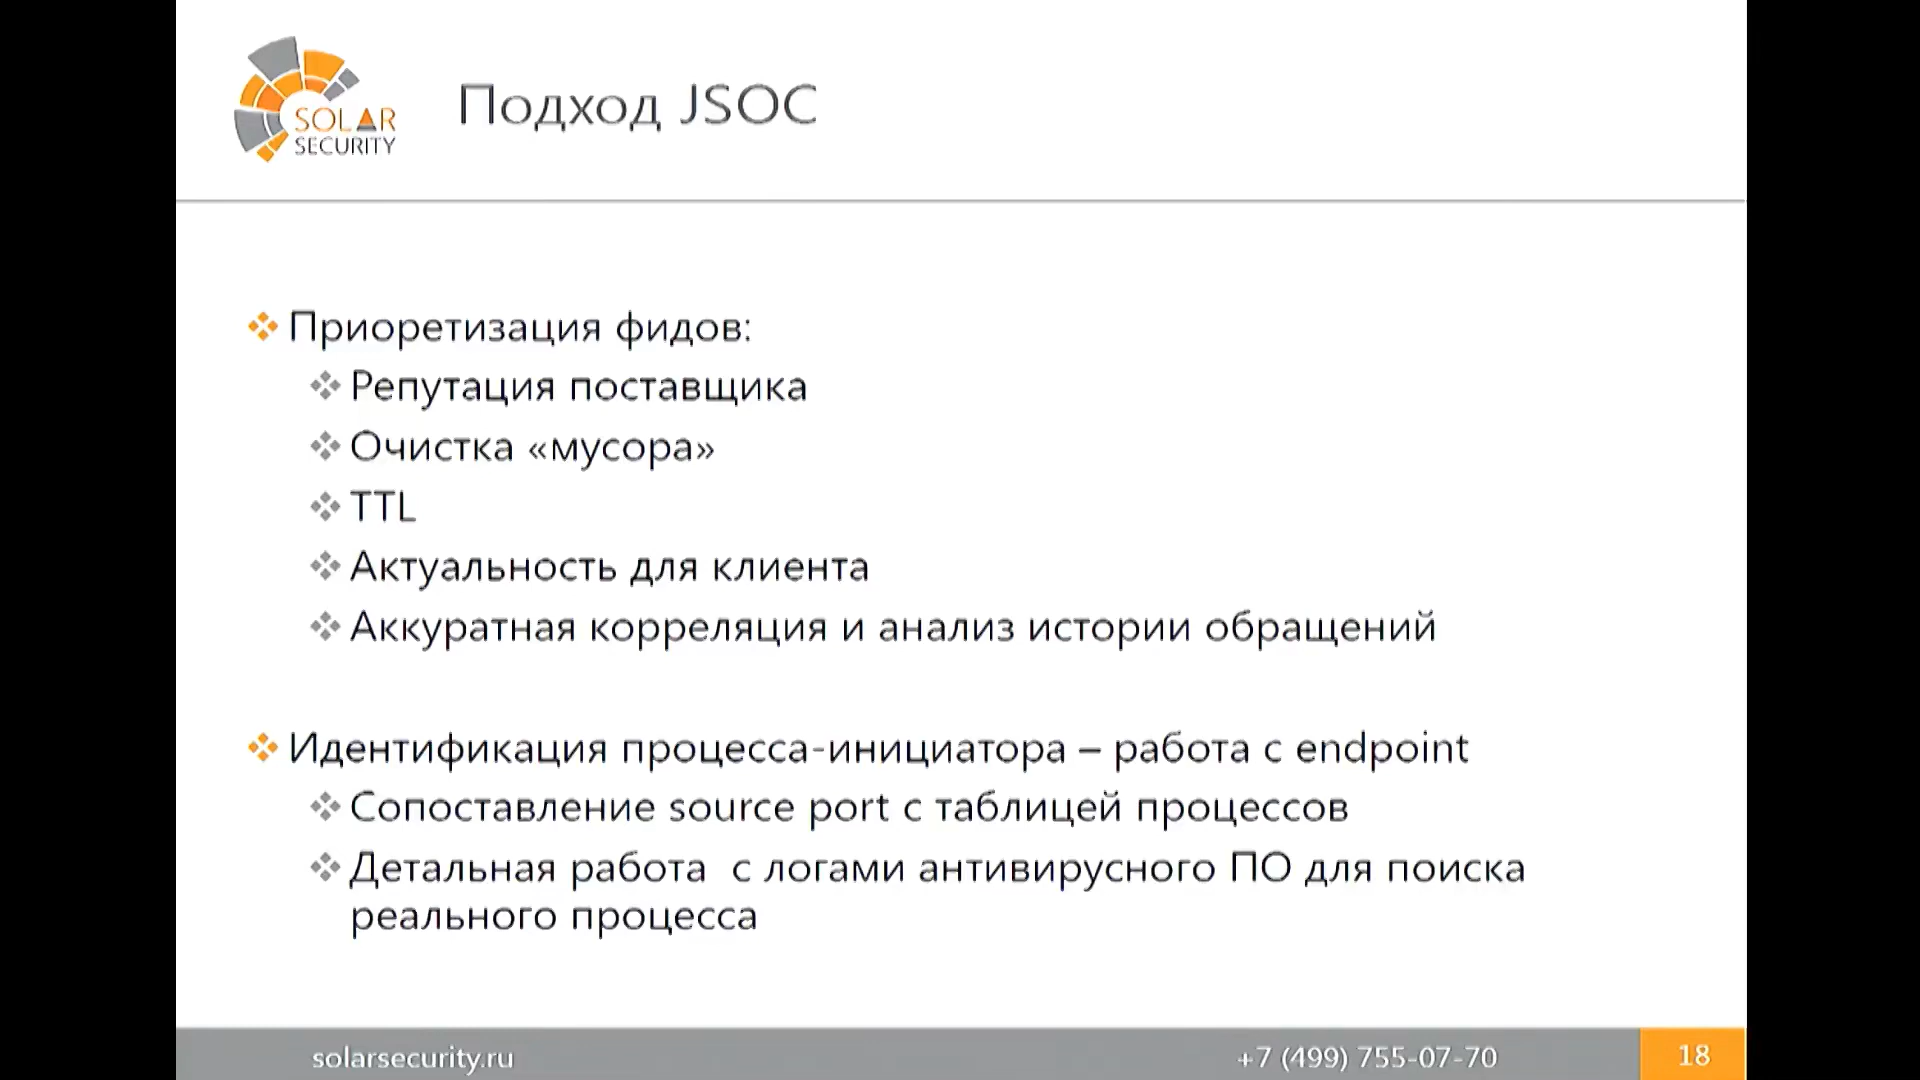 SOLAR
SECURITY
Подход JSOC
Приоретизация фидов:
Репутация поставщика
Очистка «мусора»
TTL
Актуальность для клиента
Аккуратная корреляция и анализ истории обращений
Идентификация процесса-инициатора – работа с endpoint
Сопоставление source port с таблицей процессов
Детальная работа с логами антивирусного ПО для поиска
реального процесса
solarsecurity.ru
+7 (499) 755-07-70
18